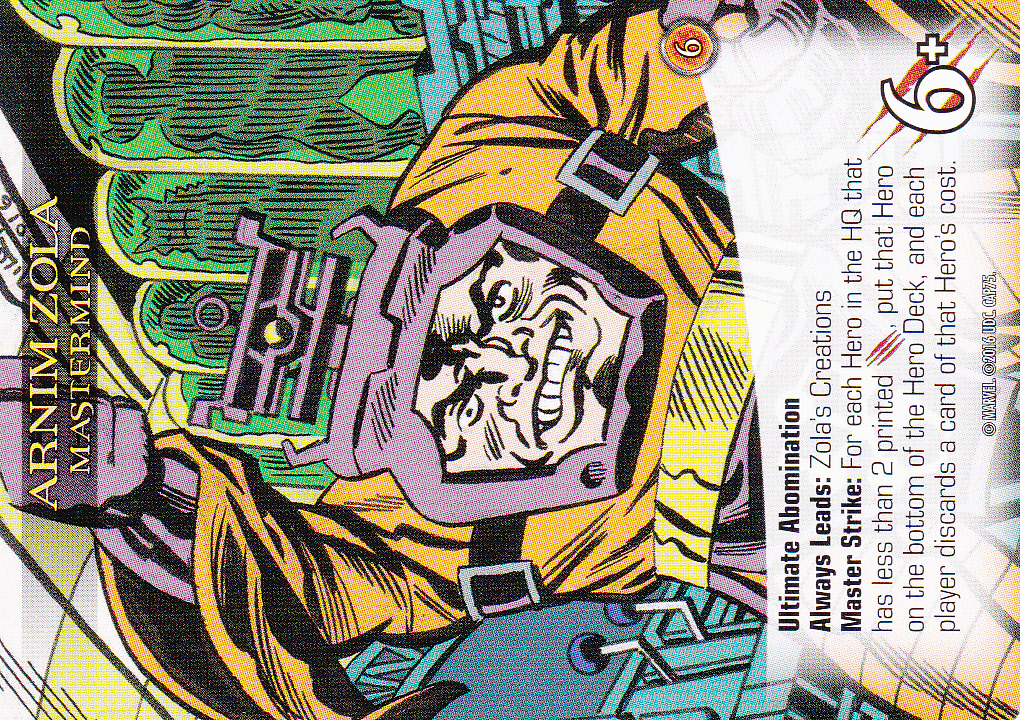 ARNIM ZOLA
MASTERMIND
6
Ultimate Abomination
Always Leads: Zola's Creations
Master Strike: For each Hero in the HQ that
has less than 2 printed , put that Hero
on the bottom of the Hero Deck, and each
player discards a card of that Hero's cost.
6+
© MARVEL. ©2016 UDC. CAP75.